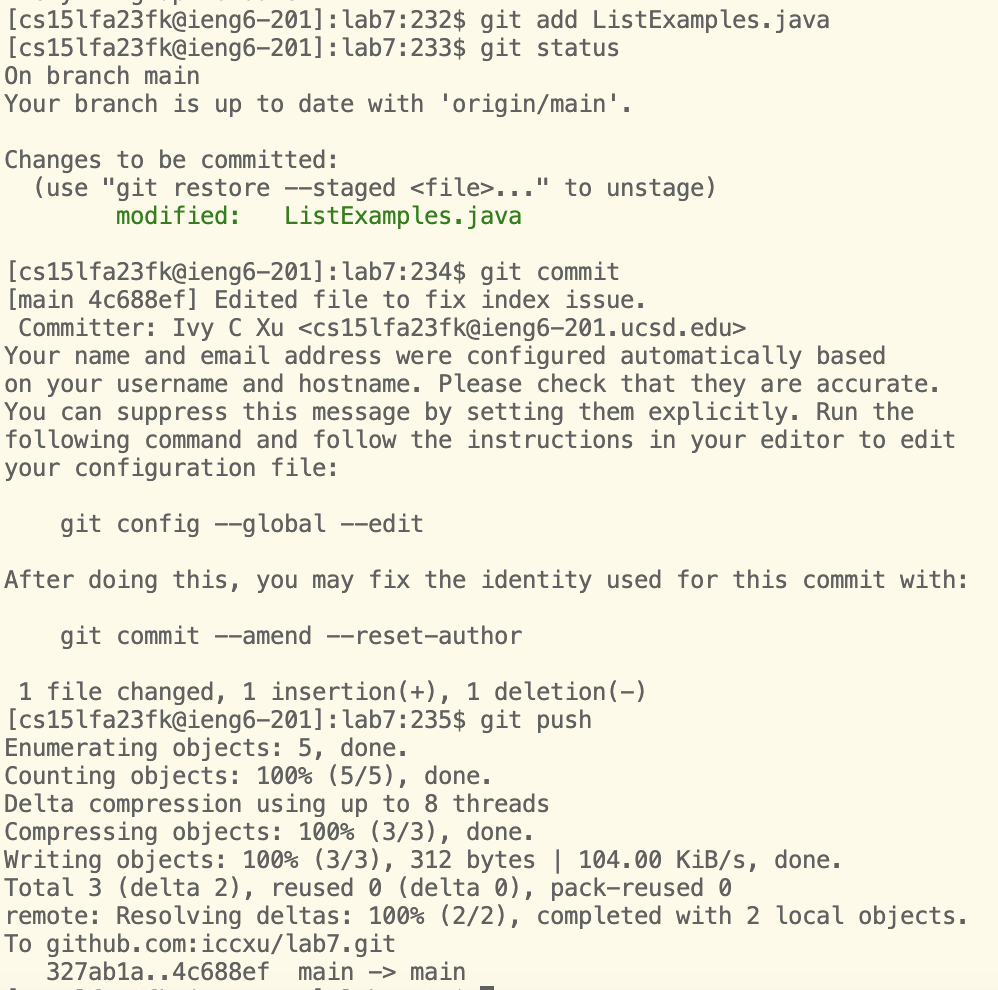 [cs15lfa23fk@ieng6-201]:lab7:232$ git add ListExamples.java
[cs15lfa23fk@ieng6-201]:lab7:233$ git status
On branch main
Your branch is up to date with 'origin/main'.
Changes to be committed:
  (use "git restore --staged <file>..." to unstage)
        modified:   ListExamples.java
[cs15lfa23fk@ieng6-201]:lab7:234$ git commit
[main 4c688ef] Edited file to fix index issue.
 Committer: Ivy C Xu <cs15lfa23fk@ieng6-201.ucsd.edu>
Your name and email address were configured automatically based
on your username and hostname. Please check that they are accurate.
You can suppress this message by setting them explicitly. Run the
following command and follow the instructions in your editor to edit
your configuration file:
    git config --global --edit
After doing this, you may fix the identity used for this commit with:
    git commit --amend --reset-author
 1 file changed, 1 insertion(+), 1 deletion(-)
[cs15lfa23fk@ieng6-201]:lab7:235$ git push
Enumerating objects: 5, done.
Counting objects: 100% (5/5), done.
Delta compression using up to 8 threads
Compressing objects: 100% (3/3), done.
Writing objects: 100% (3/3), 312 bytes | 104.00 KiB/s, done.
Total 3 (delta 2), reused 0 (delta 0), pack-reused 0
remote: Resolving deltas: 100% (2/2), completed with 2 local objects.
To github.com:iccxu/lab7.git
   327ab1a..4c688ef  main -> main